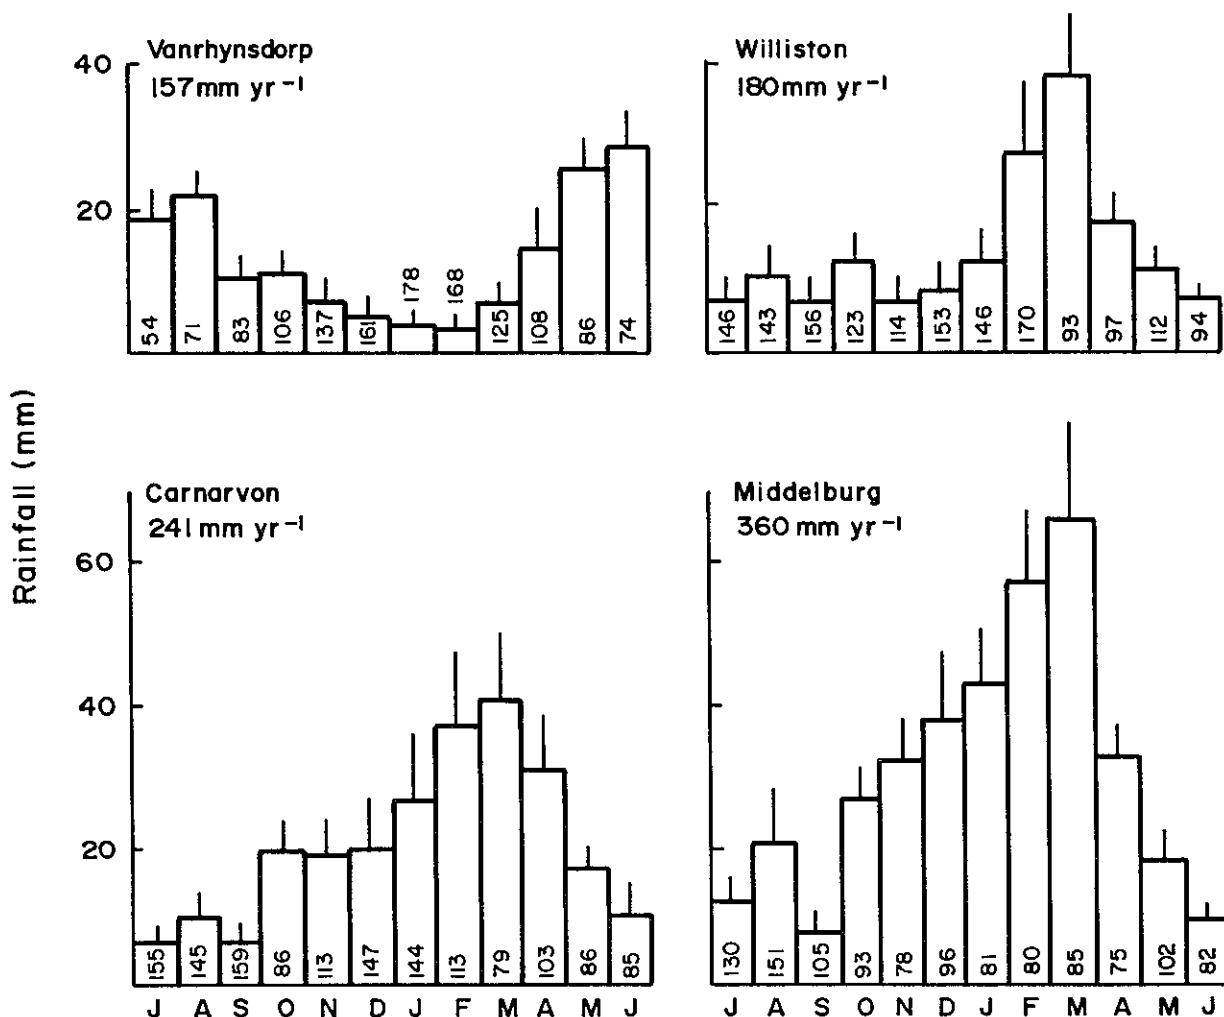 Rainfall (mm)
Vanrhynsdorp
157mm yr⁻¹
40
20
54 71 83 106 137 161 178 168 125 108 86 74
Williston
180mm yr⁻¹
146 143 156 123 114 153 146 170 93 97 112 94
Carnarvon
241mm yr⁻¹
60
40
20
155 145 159 86 113 147 144 113 79 103 86 85
J A S O N D J F M A M J
Middelburg
360mm yr⁻¹
130 151 105 93 78 96 81 80 85 75 102 82
J A S O N D J F M A M J